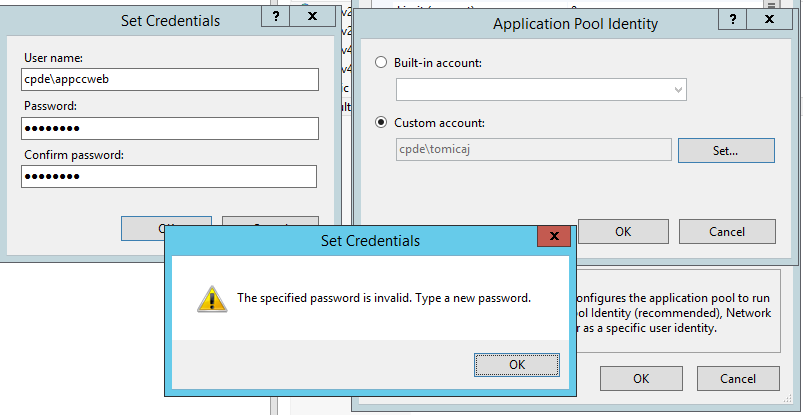 Set Credentials
?
x
User name:
cpde\appccweb
Password:
●●●●●●●●
Confirm password:
●●●●●●●●
Application Pool Identity
?
x
Built-in account:
Custom account:
cpde\tomicaj
Set...
OK
Cancel
Set Credentials
x
The specified password is invalid. Type a new password.
OK
onfigures the application pool to run
ool Identity (recommended), Network
r as a specific user identity.
OK
Cancel